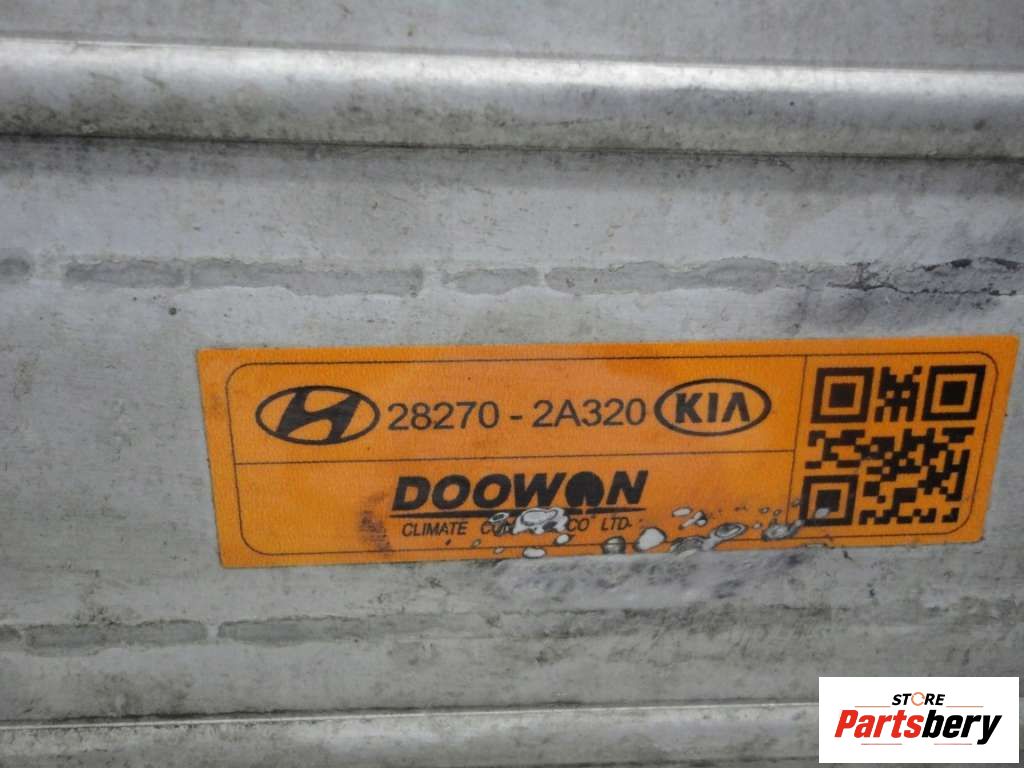 28270 - 2A320 KIA
DOOWON
CLIMATE CO LTD.
STORE
Partsbery